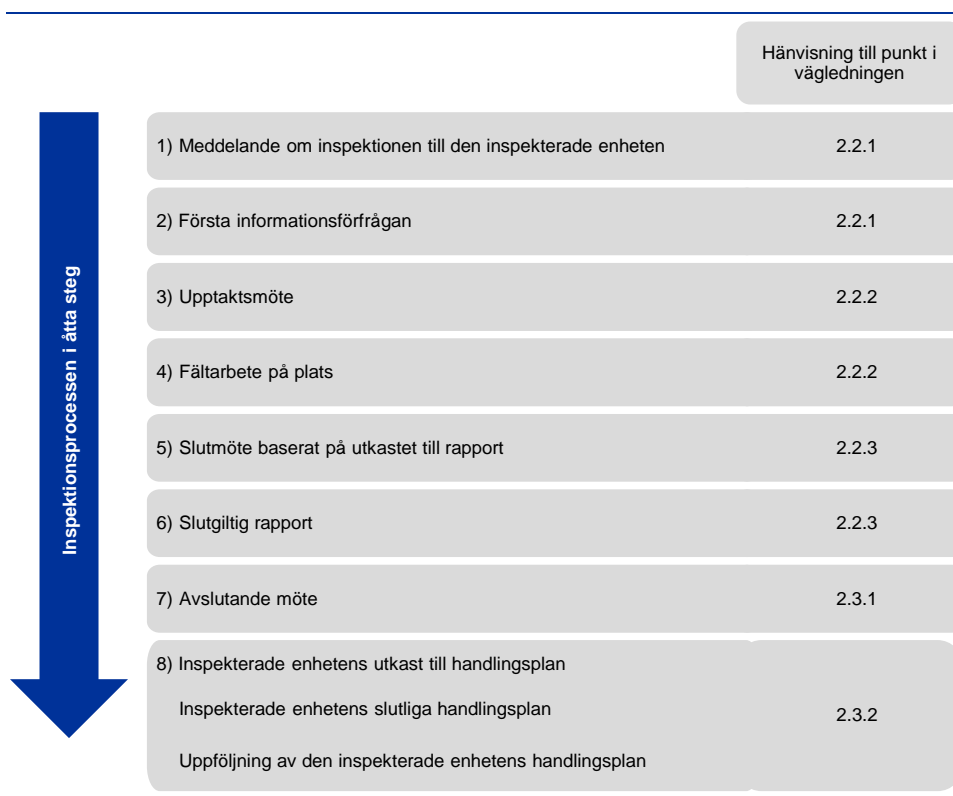 Hänvisning till punkt i
vägledningen
Inspektionsprocessen i åtta steg
1) Meddelande om inspektionen till den inspekterade enheten 2.2.1
2) Första informationsförfrågan 2.2.1
3) Upptaktsmöte 2.2.2
4) Fältarbete på plats 2.2.2
5) Slutmöte baserat på utkastet till rapport 2.2.3
6) Slutgiltig rapport 2.2.3
7) Avslutande möte 2.3.1
8) Inspekterade enhetens utkast till handlingsplan
Inspekterade enhetens slutliga handlingsplan 2.3.2
Uppföljning av den inspekterade enhetens handlingsplan